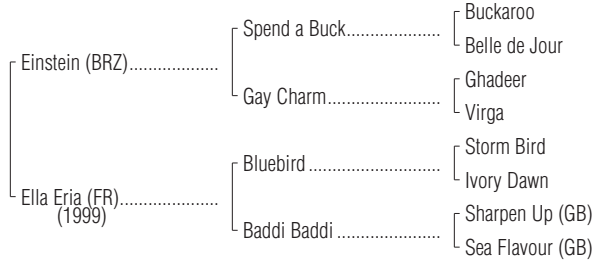 Buckaroo
Spend a Buck....................
Belle de Jour
Einstein (BRZ)...................
Ghadeer
Gay Charm........................
Virga
Storm Bird
Bluebird ............................
Ivory Dawn
Ella Eria (FR).....................
(1999)
Sharpen Up (GB)
Baddi Baddi ......................
Sea Flavour (GB)